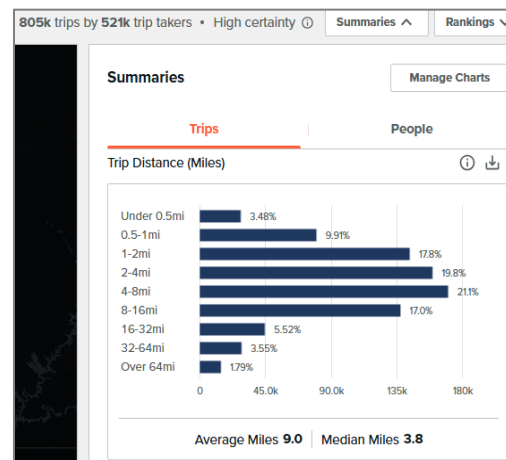 805k trips by 521k trip takers • High certainty
Summaries
Rankings
Summaries
Manage Charts
Trips
People
Trip Distance (Miles)
Under 0.5mi 3.48%
0.5-1mi 9.91%
1-2mi 17.8%
2-4mi 19.8%
4-8mi 21.1%
8-16mi 17.0%
16-32mi 5.52%
32-64mi 3.55%
Over 64mi 1.79%
0 45.0k 90.0k 135k 180k
Average Miles 9.0 Median Miles 3.8